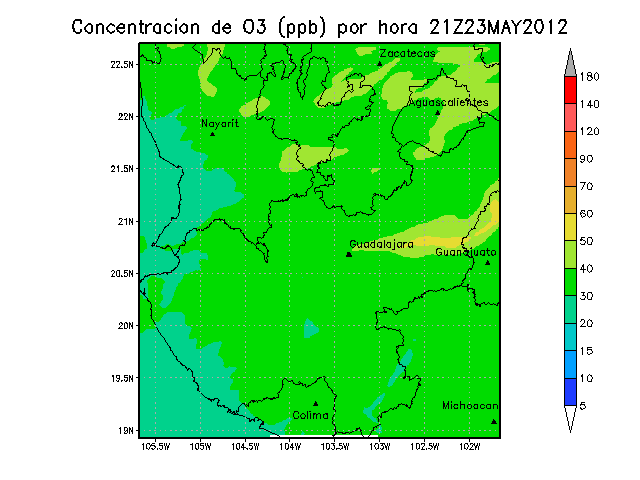 Concentracion de O3 (ppb) por hora 21Z23MAY2012
22.5N
22N
21.5N
21N
20.5N
20N
19.5N
19N
105.5W 105W 104.5W 104W 103.5W 103W 102.5W 102W
Zacatecas
Aguascalientes
Nayarit
Guadalajara
Guanajuato
Colima
Michoacan
180
140
120
90
70
60
50
40
30
20
15
10
5